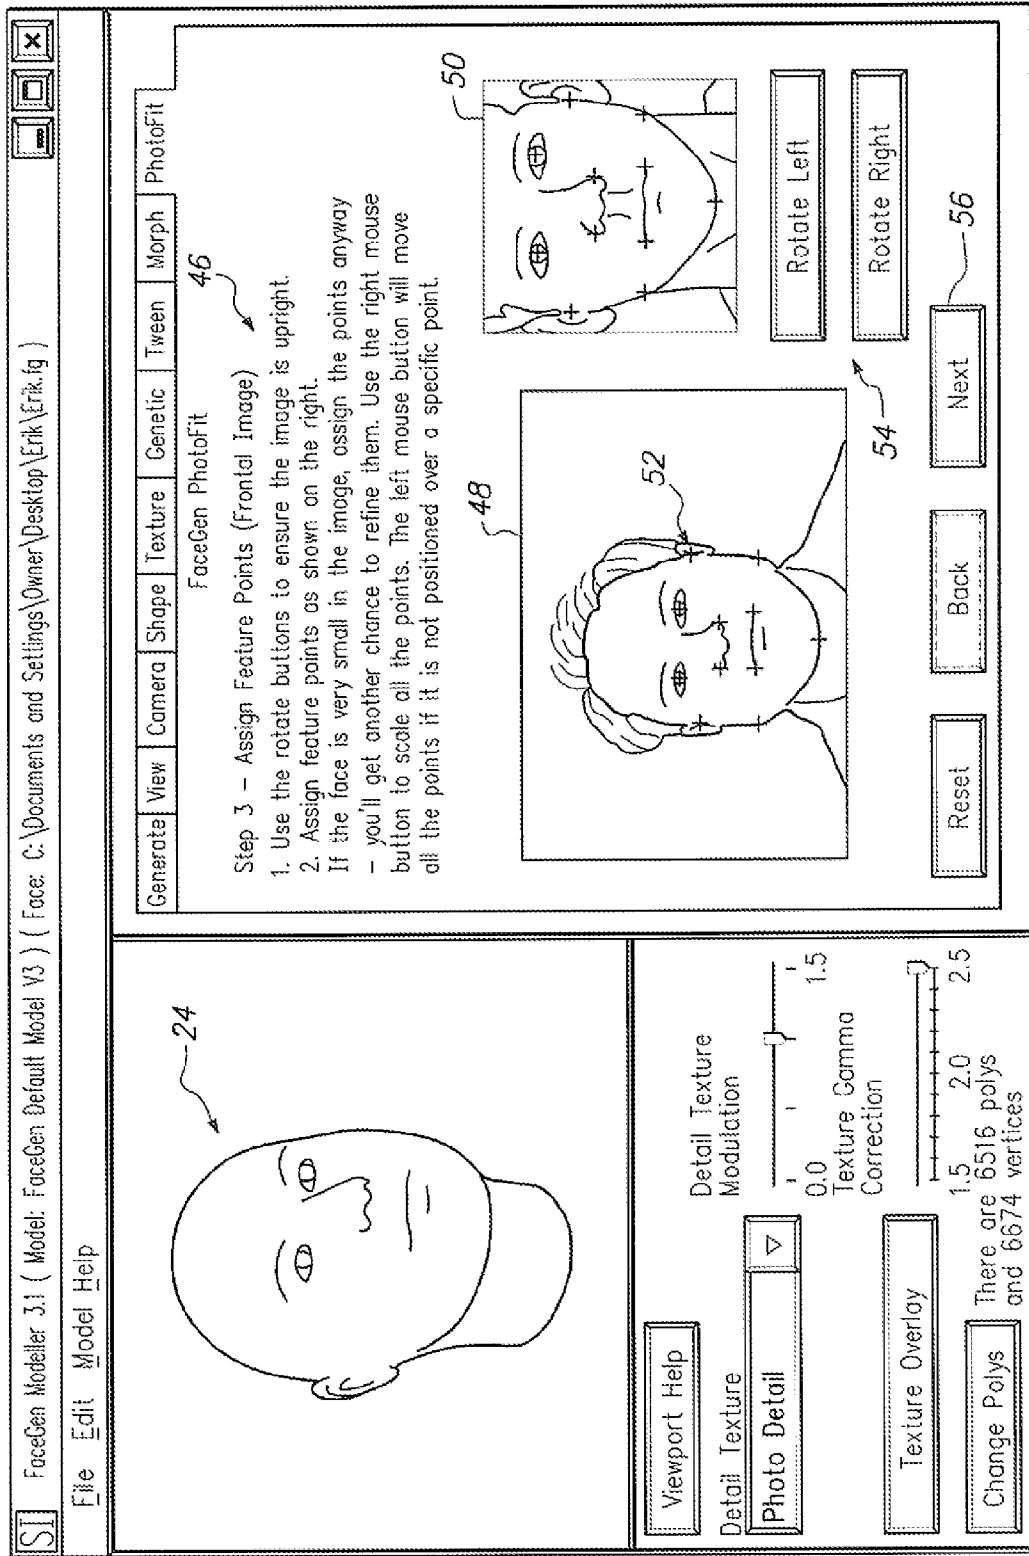 SI FaceGen Modeller 3.1 ( Model: FaceGen Default Model V3 ) ( Face: C:\Documents and Settings\Owner\Desktop\Erik\Erik.fg )
File Edit Model Help
24
Viewport Help
Detail Texture
Photo Detail
Detail Texture
Modulation
0.0 1.5
Texture Gamma
Correction
Texture Overlay
1.5 2.0 2.5
Change Polys
There are 6516 polys
and 6674 vertices
Generate View Camera Shape Texture Genetic Tween Morph PhotoFit
FaceGen PhotoFit
46
Step 3 - Assign Feature Points (Frontal Image)
1. Use the rotate buttons to ensure the image is upright.
2. Assign feature points as shown on the right.
If the face is very small in the image, assign the points anyway
- you'll get another chance to refine them. Use the right mouse
button to scale all the points. The left mouse button will move
all the points if it is not positioned over a specific point.
48
50
52
Rotate Left
Rotate Right
54
Reset
Back
Next
56